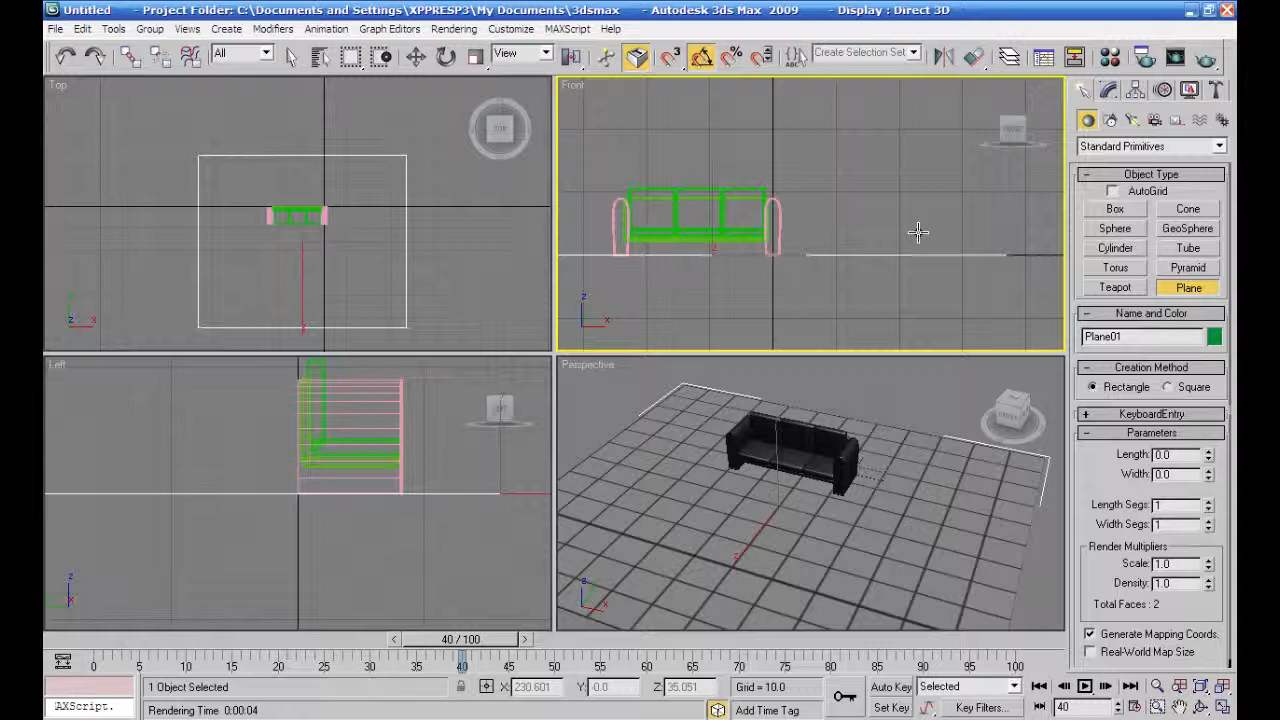 Untitled - Project Folder: C:\Documents and Settings\XPPRESP3\My Documents\3dsmax - Autodesk 3ds Max 2009 - Display : Direct 3D
File Edit Tools Group Views Create Modifiers Animation Graph Editors Rendering Customize MAXScript Help
All View 3 Create Selection Set
Top
TOP
Front
FRONT
Left
Perspective
Standard Primitives
Object Type
AutoGrid
Box Cone
Sphere GeoSphere
Cylinder Tube
Torus Pyramid
Teapot Plane
Name and Color
Plane01
Creation Method
Rectangle Square
KeyboardEntry
Parameters
Length: 0.0
Width: 0.0
Length Segs: 1
Width Segs: 1
Render Multipliers
Scale: 1.0
Density: 1.0
Total Faces : 2
Generate Mapping Coords.
Real-World Map Size
40 / 100
0 5 10 15 20 25 30 35 40 45 50 55 60 65 70 75 80 85 90 95 100
1 Object Selected X: 230.601 Y: -0.0 Z: 35.051 Grid = 10.0 Auto Key Selected
AXScript. Rendering Time 0:00:04 Add Time Tag Set Key Key Filters... 40